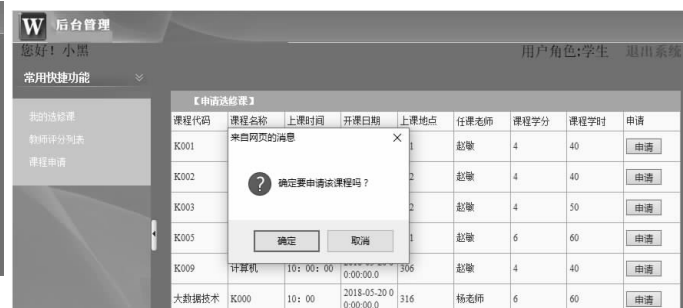 W 后台管理
您好！小黑
用户角色:学生 退出系统
常用快捷功能
我的选修课
教师评分列表
课程申请
【申请选修课】
课程代码 课程名称 上课时间 开课日期 上课地点 任课老师 课程学分 课程学时 申请
K001 赵敏 4 40 申请
K002 赵敏 4 40 申请
K003 赵敏 4 50 申请
K005 赵敏 6 60 申请
K009 计算机 10：00：00 2018-05-20 0
0:00:00.0 306 赵敏 4 40 申请
大数据技术 K000 10：00 2018-05-20 0
0:00:00.0 316 杨老师 6 60 申请
来自网页的消息
确定要申请该课程吗？
确定 取消